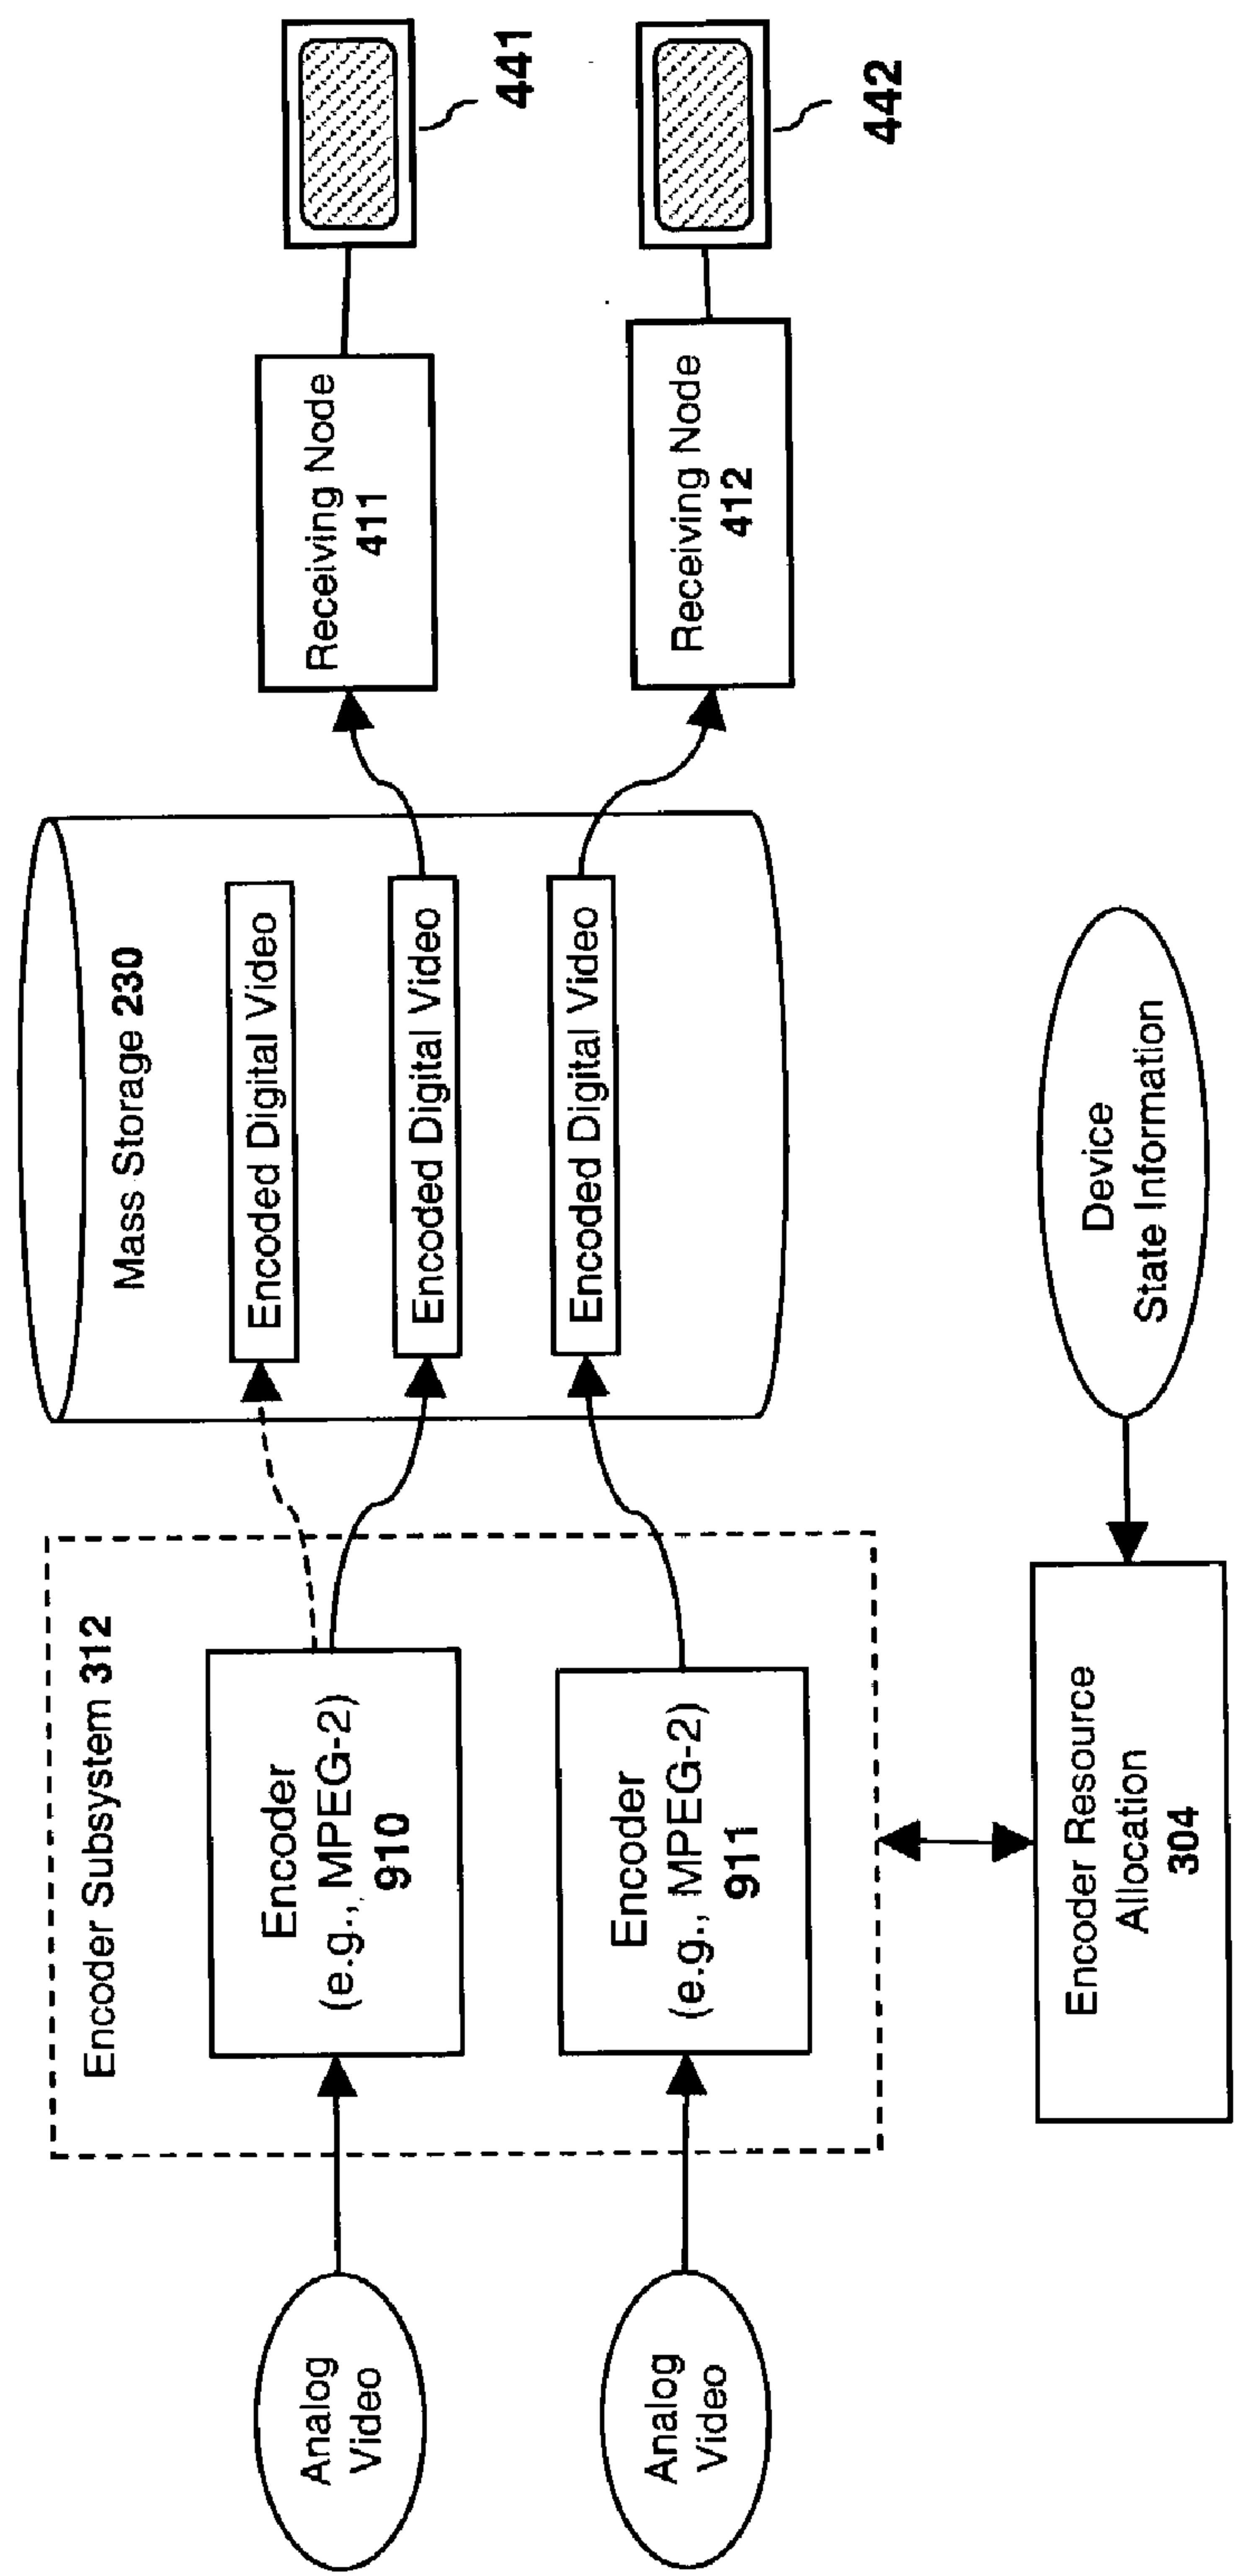 Analog
Video
Analog
Video
Encoder Subsystem 312
Encoder
(e.g., MPEG-2)
910
Encoder
(e.g., MPEG-2)
911
Mass Storage 230
Encoded Digital Video
Encoded Digital Video
Encoded Digital Video
Receiving Node
411
Receiving Node
412
441
442
Encoder Resource
Allocation
304
Device
State Information